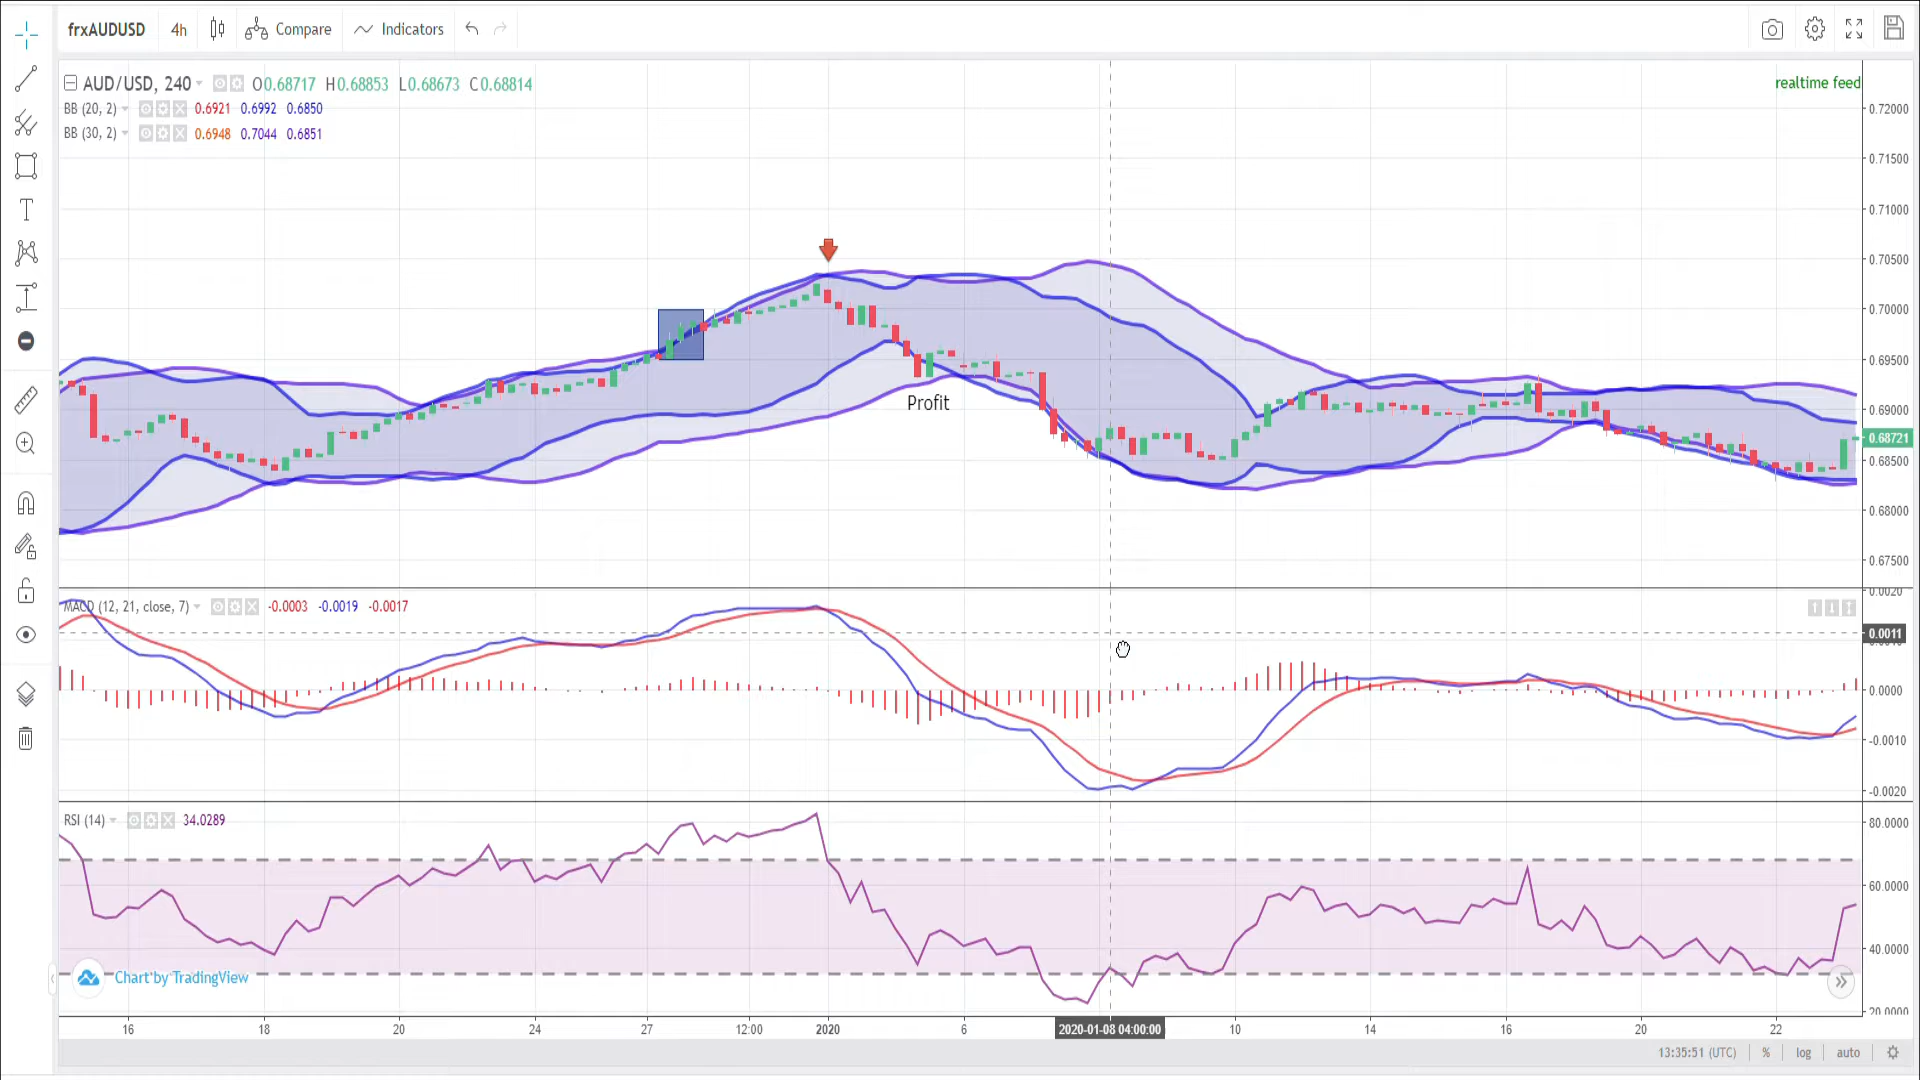 frxAUDUSD 4h Compare Indicators
AUD/USD, 240 O0.68717 H0.68853 L0.68673 C0.68814
realtime feed
BB (20, 2) 0.6921 0.6992 0.6850
BB (30, 2) 0.6948 0.7044 0.6851
0.72000
0.71500
0.71000
0.70500
0.70000
0.69500
Profit
0.69000
0.68721
0.68500
0.68000
0.67500
MACD (12, 21, close, 7) -0.0003 -0.0019 -0.0017
0.0020
0.0011
0.0000
-0.0010
-0.0020
RSI (14) 34.0289
80.0000
60.0000
40.0000
Chart by TradingView
20.0000
16 18 20 24 27 12:00 2020 6 2020-01-08 04:00:00 10 14 16 20 22
13:35:51 (UTC) % log auto